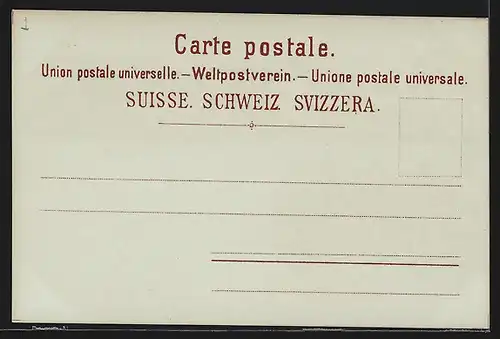 Carte postale.
Union postale universelle.—Weltpostverein.—Unione postale universale.
SUISSE. SCHWEIZ SVIZZERA.